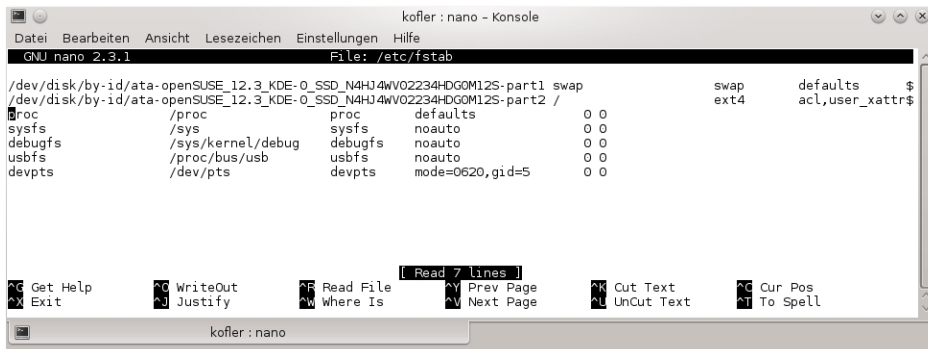 kofler : nano – Konsole
Datei Bearbeiten Ansicht Lesezeichen Einstellungen Hilfe
GNU nano 2.3.1 File: /etc/fstab
/dev/disk/by-id/ata-openSUSE_12.3_KDE-0_SSD_N4HJ4WV02234HDG0M12S-part1 swap swap defaults $
/dev/disk/by-id/ata-openSUSE_12.3_KDE-0_SSD_N4HJ4WV02234HDG0M12S-part2 / ext4 acl,user_xattr$
proc /proc proc defaults 0 0
sysfs /sys sysfs noauto 0 0
debugfs /sys/kernel/debug debugfs noauto 0 0
usbfs /proc/bus/usb usbfs noauto 0 0
devpts /dev/pts devpts mode=0620,gid=5 0 0
[ Read 7 lines ]
^G Get Help ^O WriteOut ^R Read File ^Y Prev Page ^K Cut Text ^C Cur Pos
^X Exit ^J Justify ^W Where Is ^V Next Page ^U UnCut Text ^T To Spell
kofler : nano